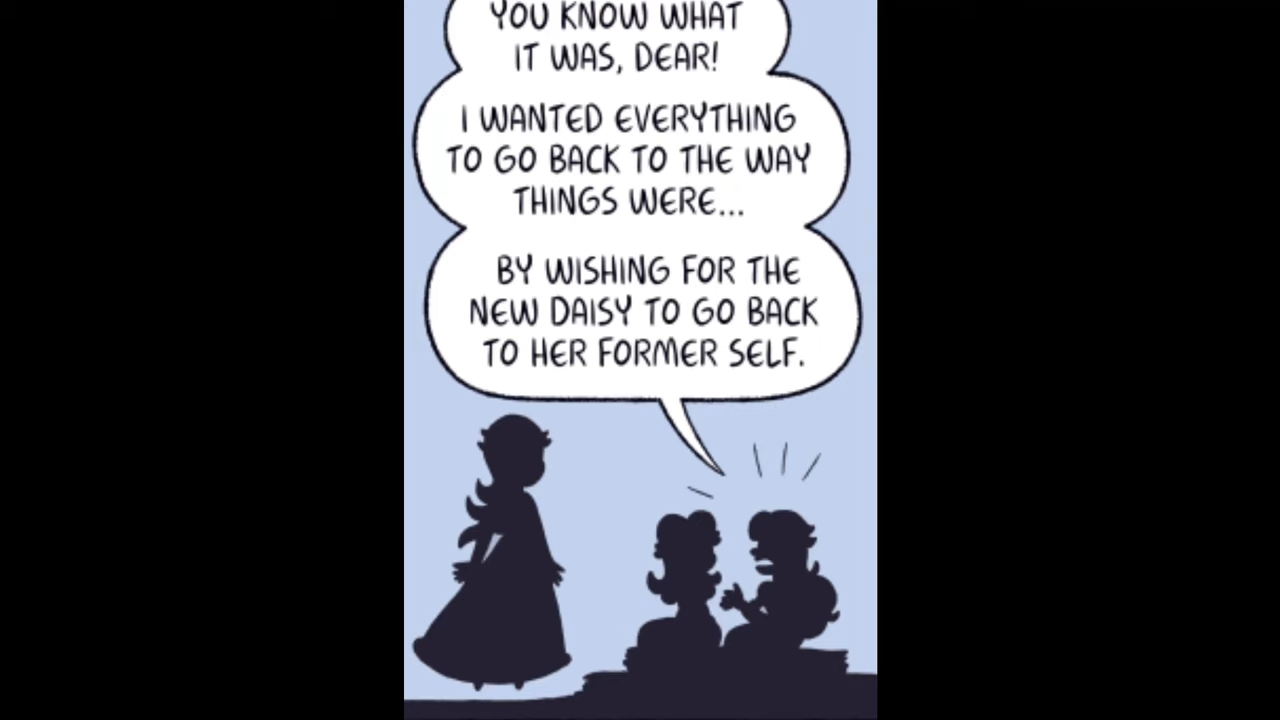 YOU KNOW WHAT
IT WAS, DEAR!
I WANTED EVERYTHING
TO GO BACK TO THE WAY
THINGS WERE...
BY WISHING FOR THE
NEW DAISY TO GO BACK
TO HER FORMER SELF.